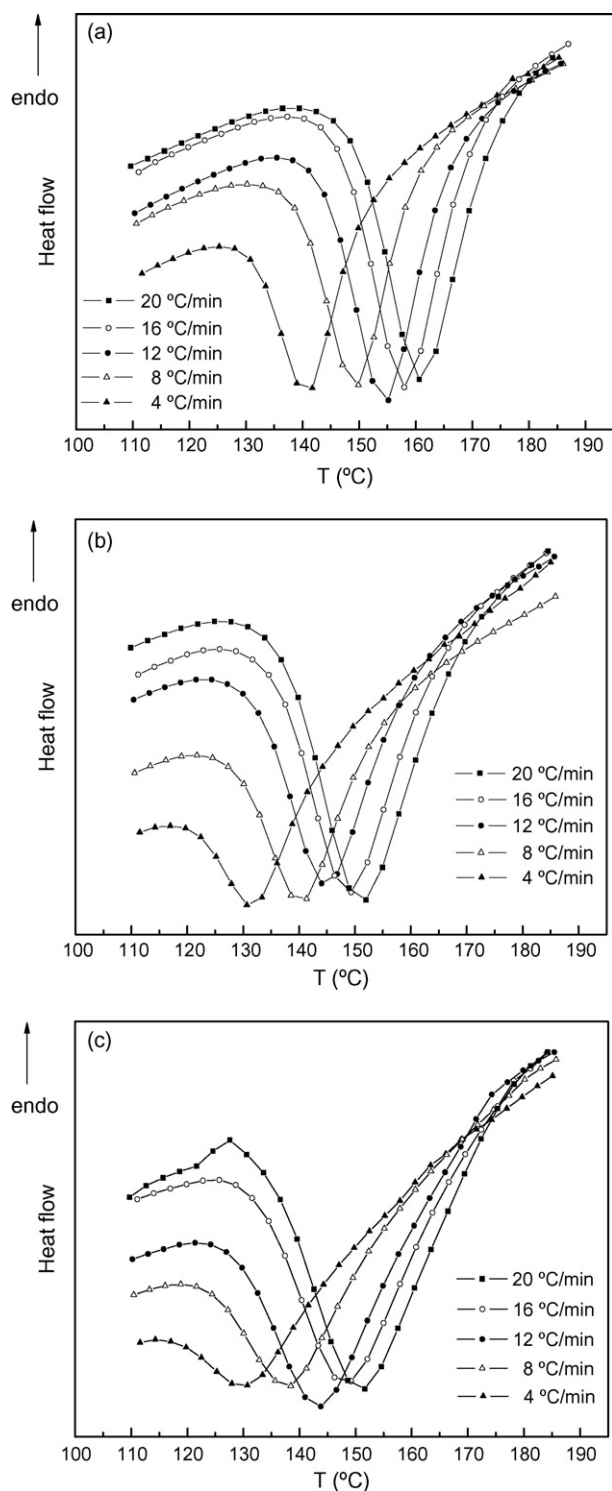 (a)
endo
Heat flow
20 ºC/min
16 ºC/min
12 ºC/min
8 ºC/min
4 ºC/min
100 110 120 130 140 150 160 170 180 190
T (ºC)
(b)
endo
Heat flow
20 ºC/min
16 ºC/min
12 ºC/min
8 ºC/min
4 ºC/min
100 110 120 130 140 150 160 170 180 190
T (ºC)
(c)
endo
Heat flow
20 ºC/min
16 ºC/min
12 ºC/min
8 ºC/min
4 ºC/min
100 110 120 130 140 150 160 170 180 190
T (ºC)